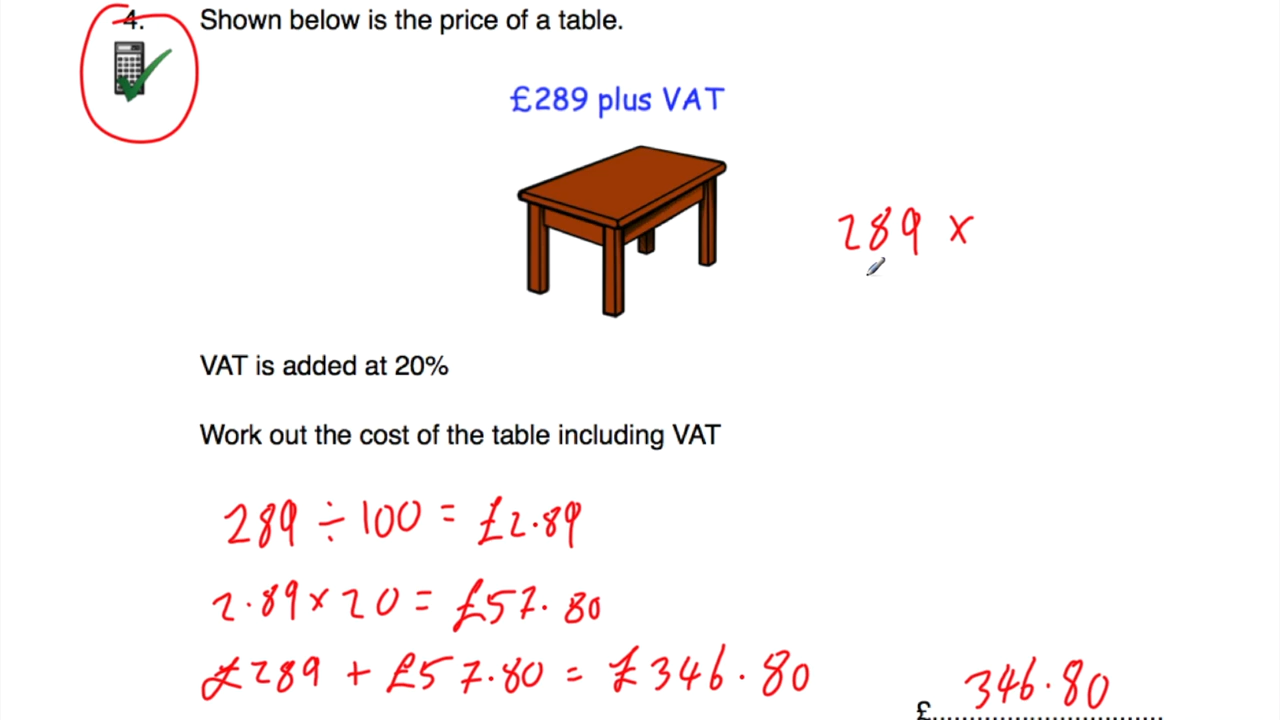 4. Shown below is the price of a table.
£289 plus VAT
289 ×
VAT is added at 20%
Work out the cost of the table including VAT
289 ÷ 100 = £2.89
2.89 × 20 = £57.80
£289 + £57.80 = £346.80
£ 346.80